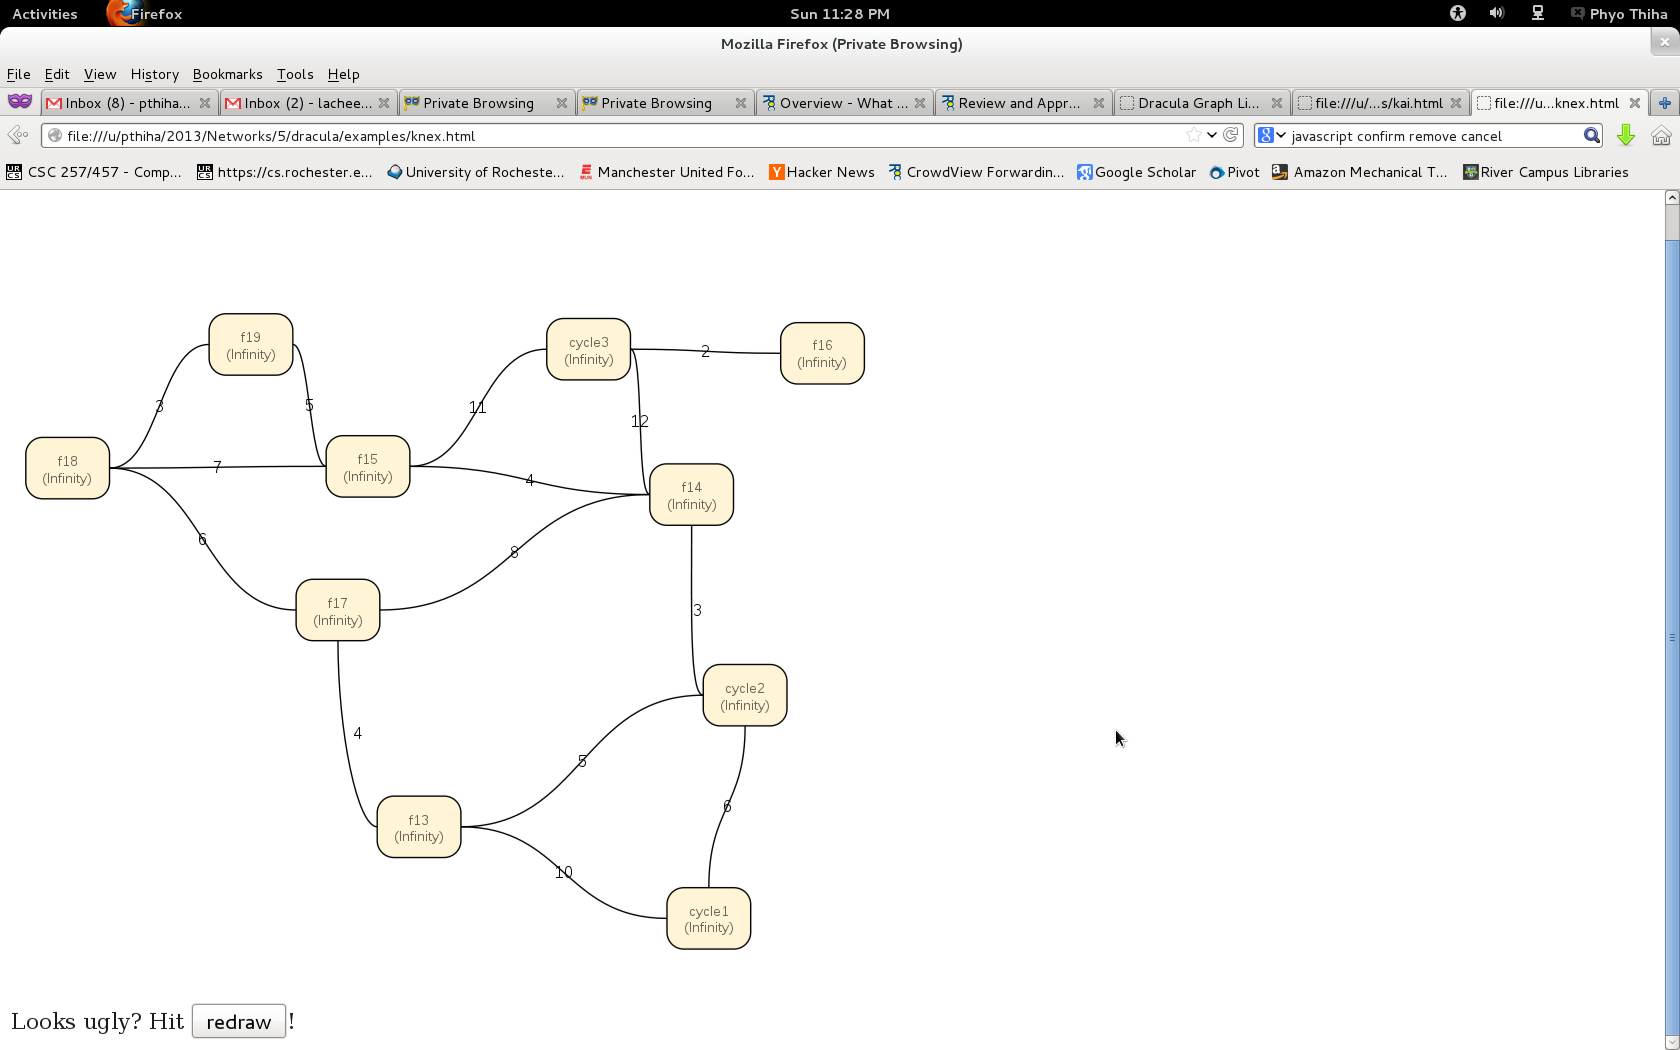 Activities Firefox Sun 11:28 PM Phyo Thiha
Mozilla Firefox (Private Browsing)
File Edit View History Bookmarks Tools Help
Inbox (8) - pthiha... Inbox (2) - lachee... Private Browsing Private Browsing Overview - What ... Review and Appr... Dracula Graph Li... file:///u/...s/kai.html file:///u...knex.html
file:///u/pthiha/2013/Networks/5/dracula/examples/knex.html javascript confirm remove cancel
CSC 257/457 - Comp... https://cs.rochester.e... University of Rocheste... Manchester United Fo... Hacker News CrowdView Forwardin... Google Scholar Pivot Amazon Mechanical T... River Campus Libraries
f19
(Infinity)
cycle3
(Infinity)
2
f16
(Infinity)
3
5
11
12
f18
(Infinity)
7
f15
(Infinity)
4
f14
(Infinity)
6
8
f17
(Infinity)
3
cycle2
(Infinity)
4
5
6
f13
(Infinity)
10
cycle1
(Infinity)
Looks ugly? Hit redraw !